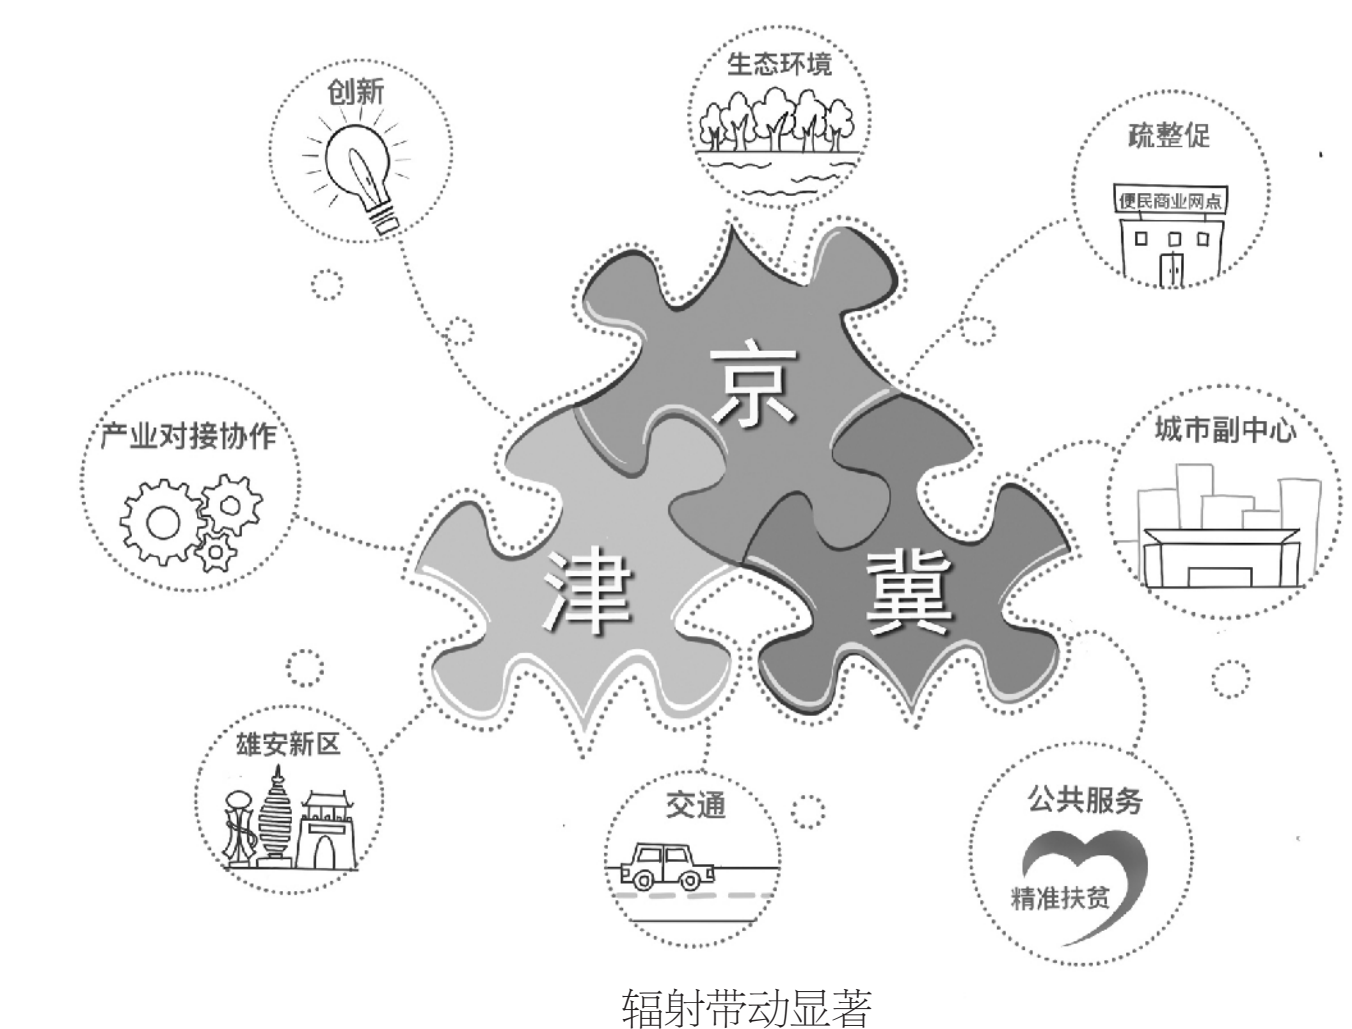 生态环境
创新
疏整促
便民商业网点
京
产业对接协作
城市副中心
津
冀
雄安新区
交通
公共服务
精准扶贫
辐射带动显著